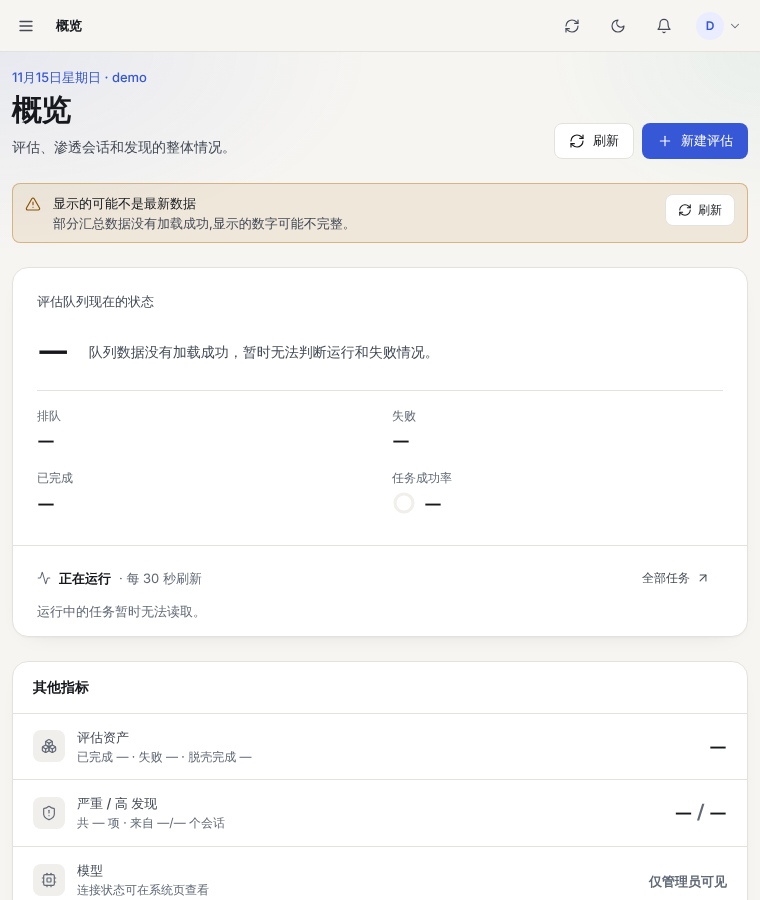 概览
D
11月15日星期日 · demo
概览
评估、渗透会话和发现的整体情况。
刷新
新建评估
显示的可能不是最新数据
部分汇总数据没有加载成功,显示的数字可能不完整。
刷新
评估队列现在的状态
— 队列数据没有加载成功，暂时无法判断运行和失败情况。
排队
—
失败
—
已完成
—
任务成功率
—
正在运行 · 每 30 秒刷新
全部任务
运行中的任务暂时无法读取。
其他指标
评估资产
已完成 — · 失败 — · 脱壳完成 —
—
严重 / 高 发现
共 — 项 · 来自 —/— 个会话
— / —
模型
连接状态可在系统页查看
仅管理员可见